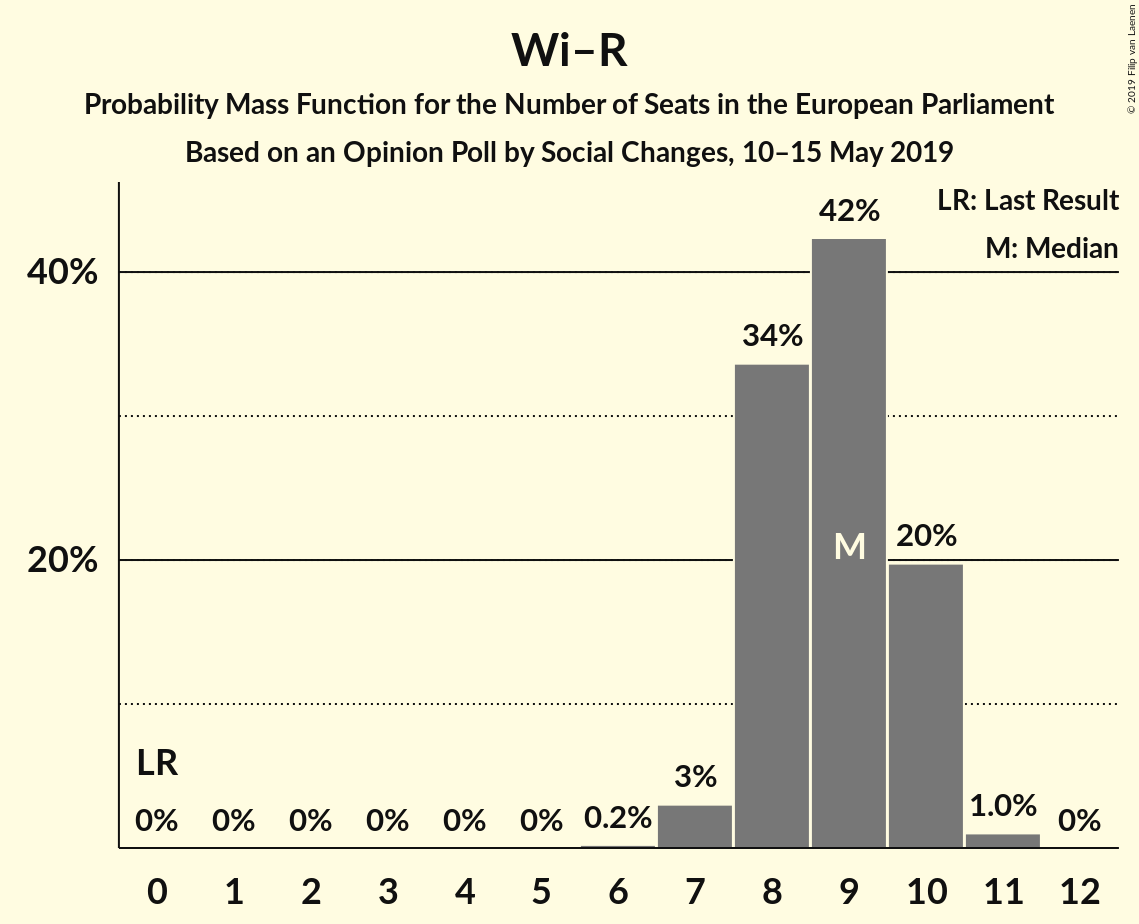 Wi–R
Probability Mass Function for the Number of Seats in the European Parliament
Based on an Opinion Poll by Social Changes, 10–15 May 2019
© 2019 Filip van Laenen
LR: Last Result
M: Median
40%
20%
LR
0% 0% 0% 0% 0% 0% 0.2% 3% 34% 42% 20% 1.0% 0%
M
0 1 2 3 4 5 6 7 8 9 10 11 12